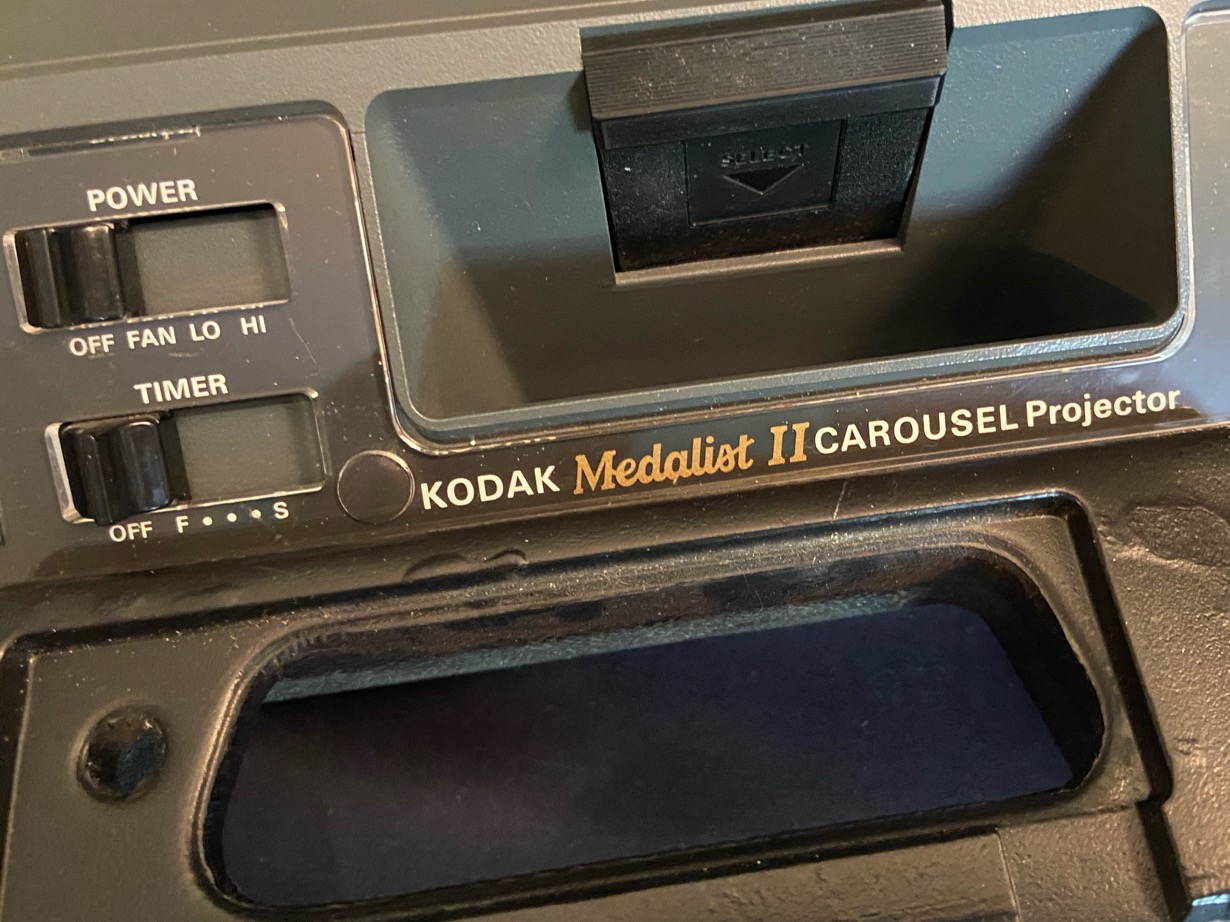 SELECT
POWER
OFF FAN LO HI
TIMER
OFF F • • • S
KODAK Medalist II CAROUSEL Projector